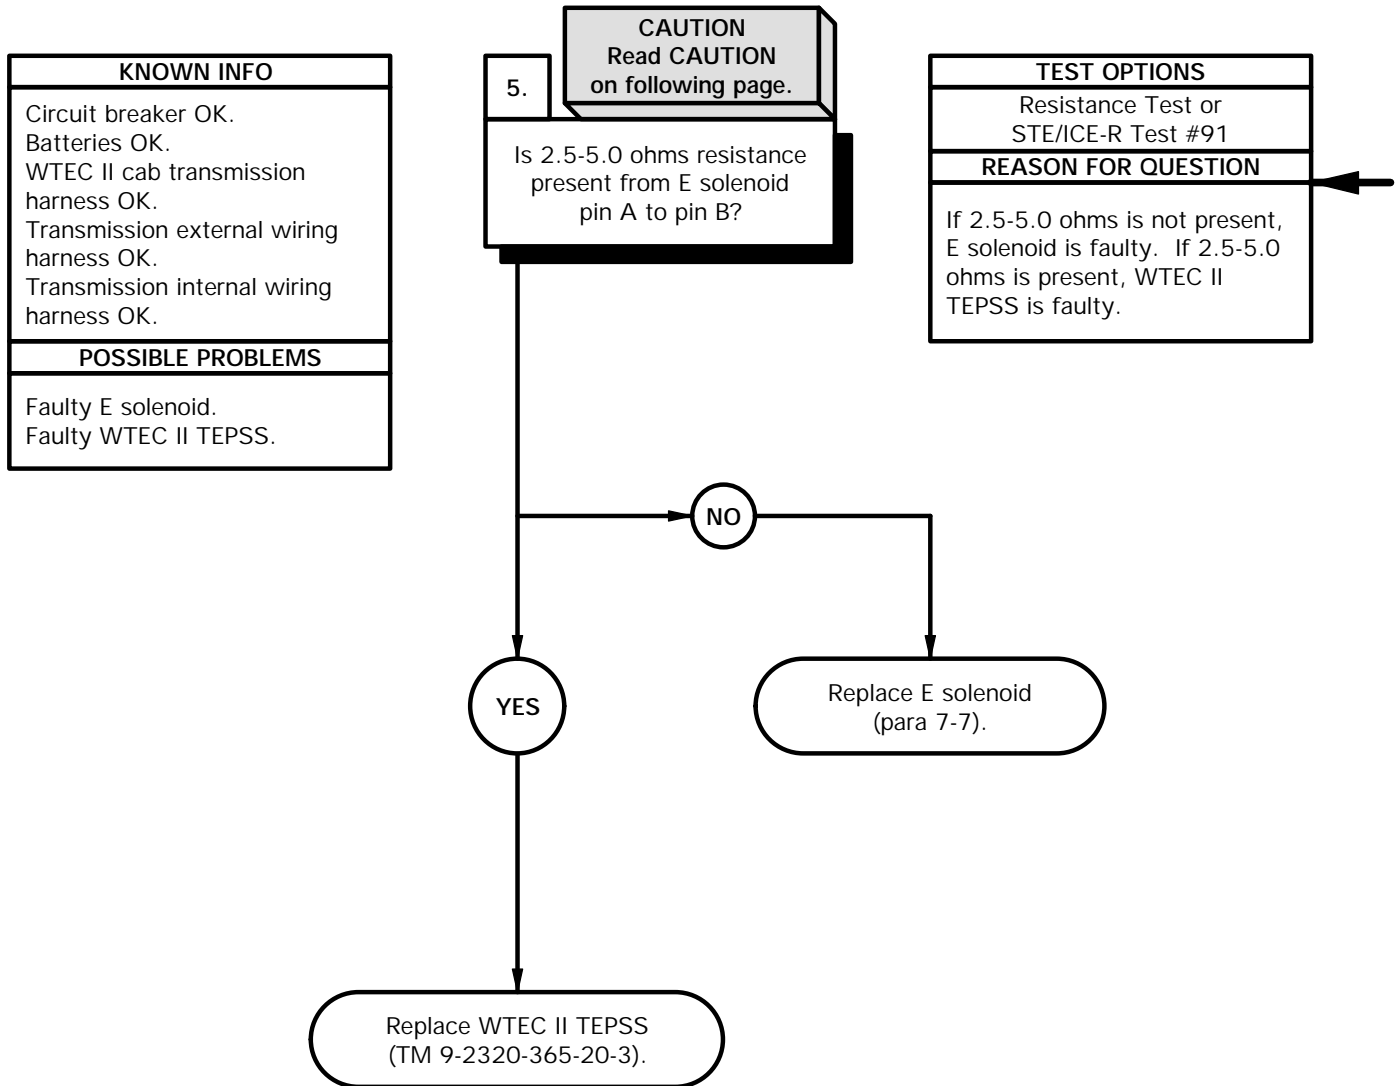 KNOWN INFO
Circuit breaker OK.
Batteries OK.
WTEC II cab transmission
harness OK.
Transmission external wiring
harness OK.
Transmission internal wiring
harness OK.
POSSIBLE PROBLEMS
Faulty E solenoid.
Faulty WTEC II TEPSS.
CAUTION
Read CAUTION
on following page.
5.
Is 2.5-5.0 ohms resistance
present from E solenoid
pin A to pin B?
TEST OPTIONS
Resistance Test or
STE/ICE-R Test #91
REASON FOR QUESTION
If 2.5-5.0 ohms is not present,
E solenoid is faulty. If 2.5-5.0
ohms is present, WTEC II
TEPSS is faulty.
NO
YES
Replace E solenoid
(para 7-7).
Replace WTEC II TEPSS
(TM 9-2320-365-20-3).